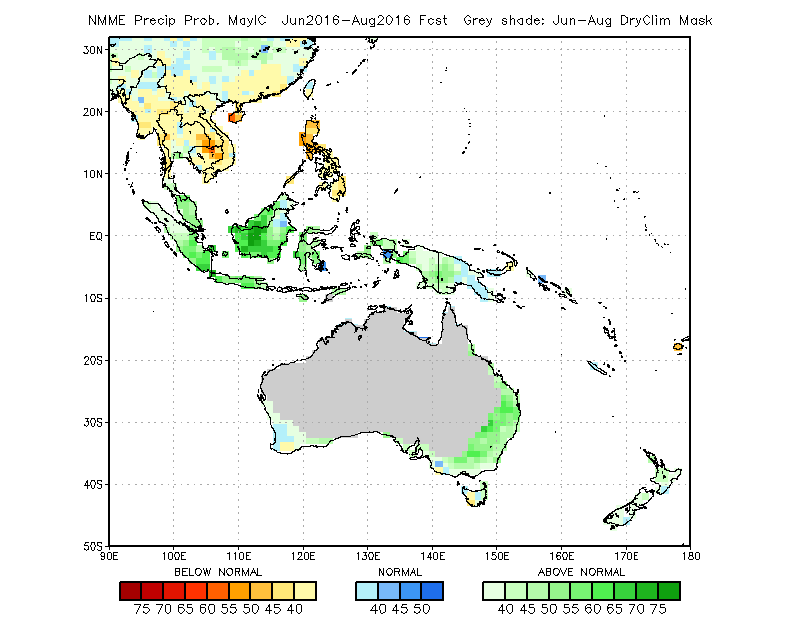 NMME Precip Prob. MayIC  Jun2016-Aug2016 Fcst  Grey shade: Jun-Aug DryClim Mask
30N
20N
10N
EQ
10S
20S
30S
40S
50S
90E 100E 110E 120E 130E 140E 150E 160E 170E 180
BELOW NORMAL NORMAL ABOVE NORMAL
75 70 65 60 55 50 45 40 40 45 50 40 45 50 55 60 65 70 75